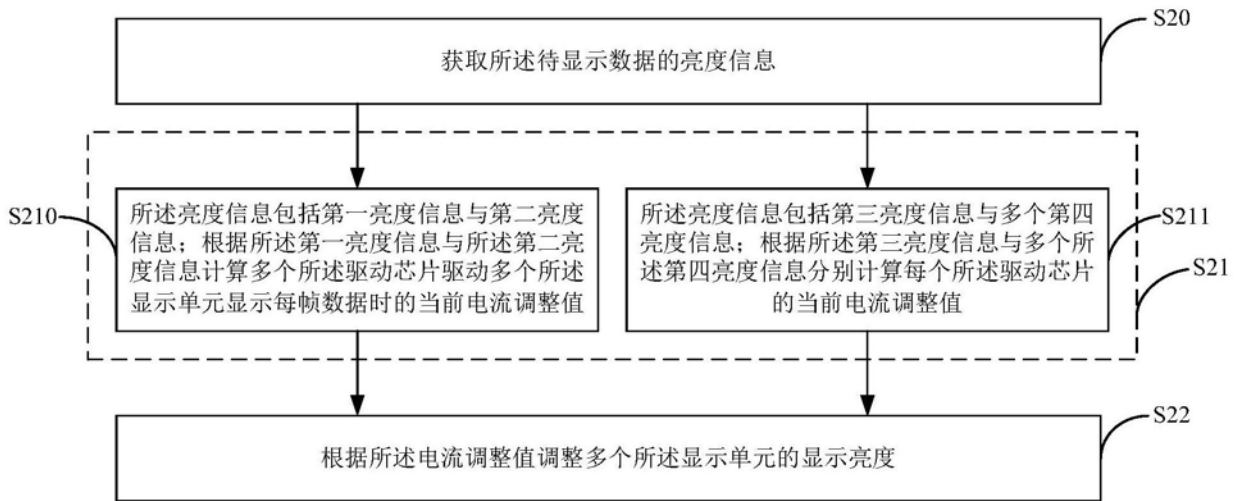 S20
获取所述待显示数据的亮度信息
S210
所述亮度信息包括第一亮度信息与第二亮度
信息；根据所述第一亮度信息与所述第二亮
度信息计算多个所述驱动芯片驱动多个所述
显示单元显示每帧数据时的当前电流调整值
所述亮度信息包括第三亮度信息与多个第四
亮度信息；根据所述第三亮度信息与多个所
述第四亮度信息分别计算每个所述驱动芯片
的当前电流调整值
S211
S21
S22
根据所述电流调整值调整多个所述显示单元的显示亮度